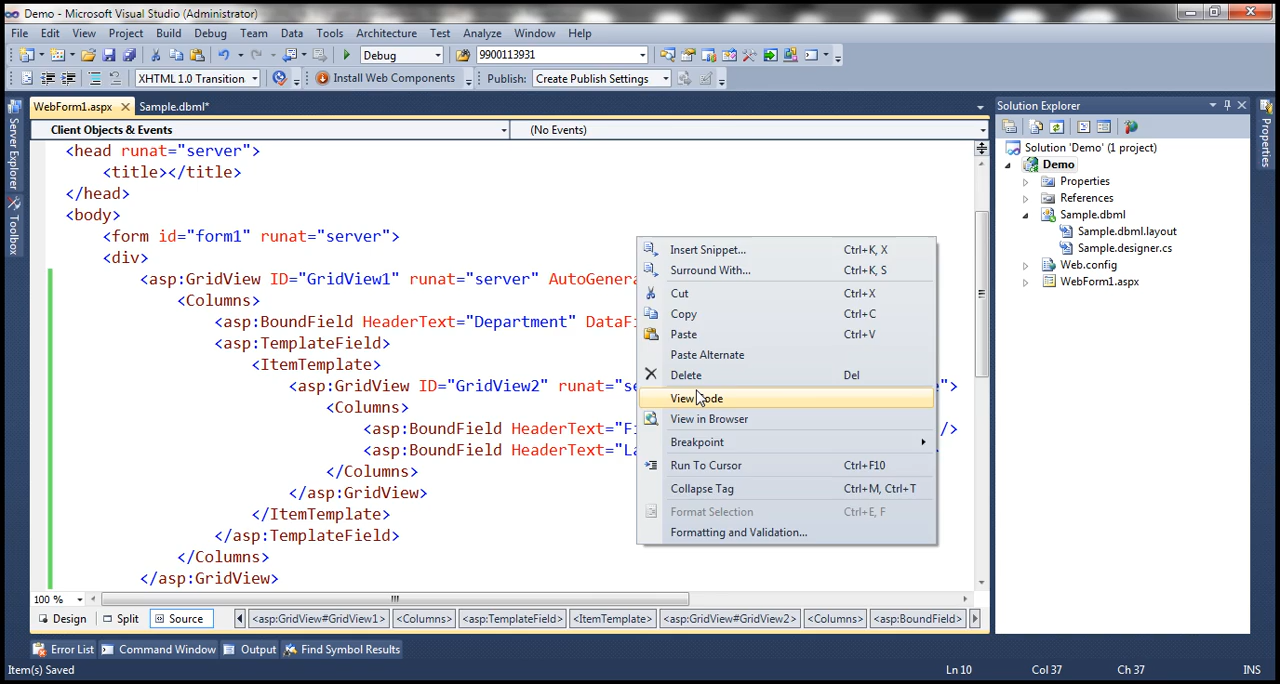 Demo - Microsoft Visual Studio (Administrator)
File Edit View Project Build Debug Team Data Tools Architecture Test Analyze Window Help
Debug 9900113931
XHTML 1.0 Transition Install Web Components Publish: Create Publish Settings
WebForm1.aspx Sample.dbml*
Client Objects & Events (No Events)
<head runat="server">
<title></title>
</head>
<body>
<form id="form1" runat="server">
<div>
<asp:GridView ID="GridView1" runat="server" AutoGenera
<Columns>
<asp:BoundField HeaderText="Department" DataFi
<asp:TemplateField>
<ItemTemplate>
<asp:GridView ID="GridView2" runat="se e">
<Columns>
<asp:BoundField HeaderText="Fi />
<asp:BoundField HeaderText="La
</Columns>
</asp:GridView>
</ItemTemplate>
</asp:TemplateField>
</Columns>
</asp:GridView>
Insert Snippet... Ctrl+K, X
Surround With... Ctrl+K, S
Cut Ctrl+X
Copy Ctrl+C
Paste Ctrl+V
Paste Alternate
Delete Del
View Code
View in Browser
Breakpoint
Run To Cursor Ctrl+F10
Collapse Tag Ctrl+M, Ctrl+T
Format Selection Ctrl+E, F
Formatting and Validation...
100 %
Design Split Source <asp:GridView#GridView1> <Columns> <asp:TemplateField> <ItemTemplate> <asp:GridView#GridView2> <Columns> <asp:BoundField>
Error List Command Window Output Find Symbol Results
Item(s) Saved Ln 10 Col 37 Ch 37 INS
Server Explorer
Toolbox
Solution Explorer
Solution 'Demo' (1 project)
Demo
Properties
References
Sample.dbml
Sample.dbml.layout
Sample.designer.cs
Web.config
WebForm1.aspx
Properties